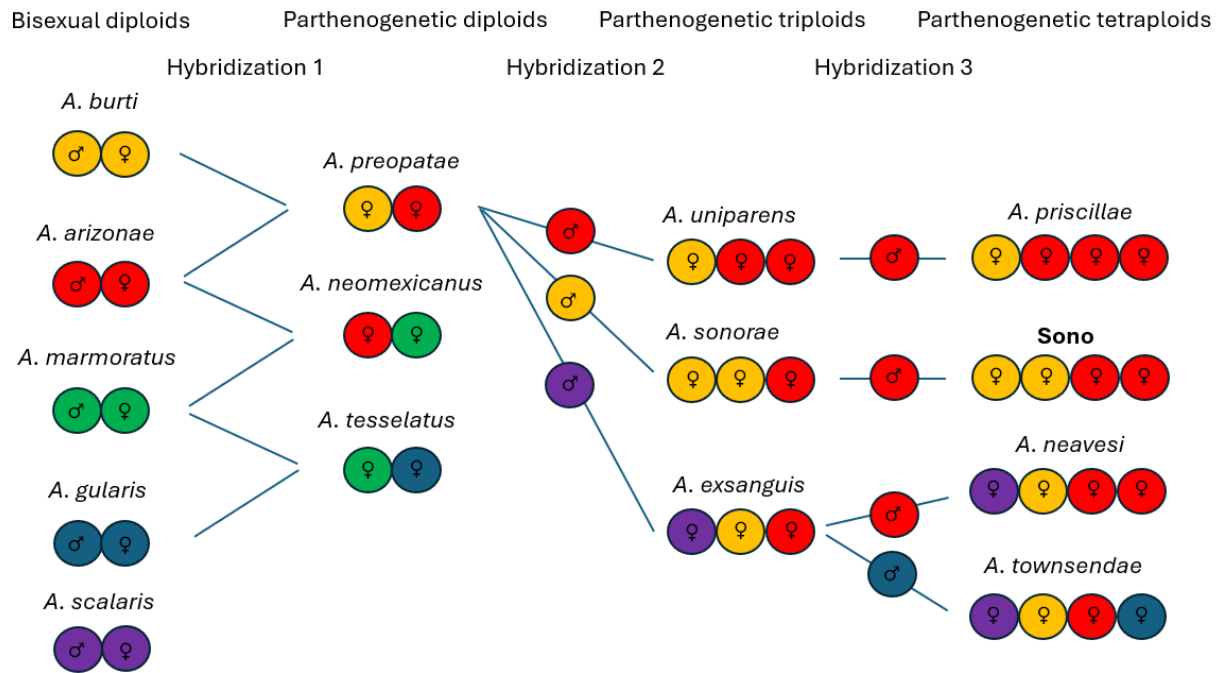 Bisexual diploids
Parthenogenetic diploids
Parthenogenetic triploids
Parthenogenetic tetraploids
Hybridization 1
Hybridization 2
Hybridization 3
A. burti
♂ ♀
A. arizonae
♂ ♀
A. marmoratus
♂ ♀
A. gularis
♂ ♀
A. scalaris
♂ ♀
A. preopatae
♀ ♀
A. neomexicanus
♀ ♀
A. tesselatus
♀ ♀
♂
♂
♂
A. uniparens
♀ ♀ ♀
A. sonorae
♀ ♀ ♀
A. exsanguis
♀ ♀ ♀
♂
♂
♂
♂
A. priscillae
♀ ♀ ♀ ♀
Sono
♀ ♀ ♀ ♀
A. neavesi
♀ ♀ ♀ ♀
A. townsendae
♀ ♀ ♀ ♀